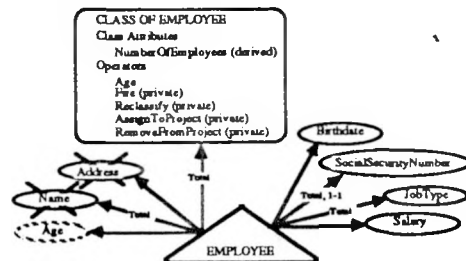 CLASS OF EMPLOYEE
Class Attributes
NumberOfEmployees (derived)
Operators
Age
Fire (private)
Reclassify (private)
AssignToProject (private)
RemoveFromProject (private)
Birthdate
Address
Total
SocialSecurityNumber
Name
Total
Total, 1-1
Total
JobType
Age
Salary
EMPLOYEE